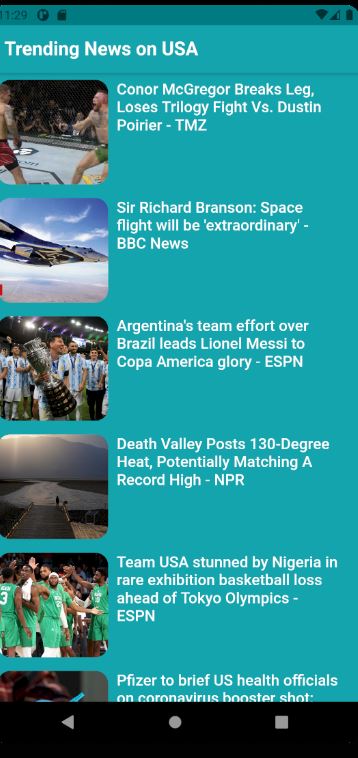 11:29
Trending News on USA
Conor McGregor Breaks Leg,
Loses Trilogy Fight Vs. Dustin
Poirier - TMZ
Sir Richard Branson: Space
flight will be 'extraordinary' -
BBC News
Argentina's team effort over
Brazil leads Lionel Messi to
Copa America glory - ESPN
Death Valley Posts 130-Degree
Heat, Potentially Matching A
Record High - NPR
Team USA stunned by Nigeria in
rare exhibition basketball loss
ahead of Tokyo Olympics -
ESPN
Pfizer to brief US health officials
on coronavirus booster shot: